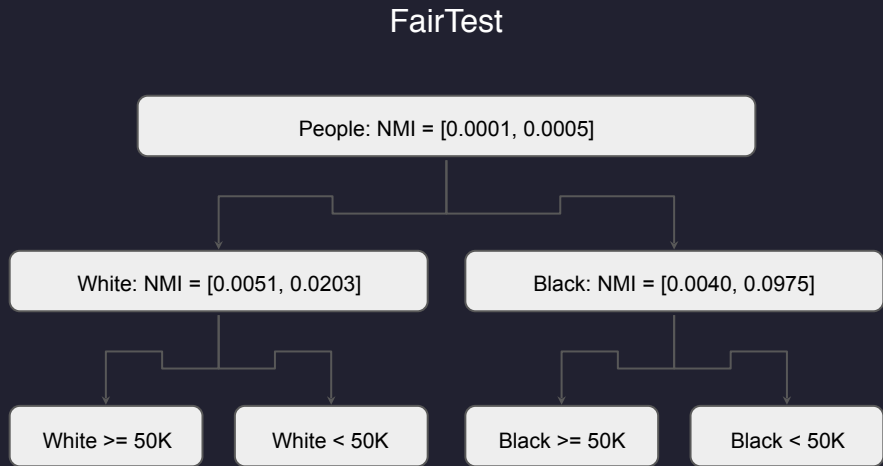 FairTest
People: NMI = [0.0001, 0.0005]
White: NMI = [0.0051, 0.0203]
Black: NMI = [0.0040, 0.0975]
White >= 50K
White < 50K
Black >= 50K
Black < 50K